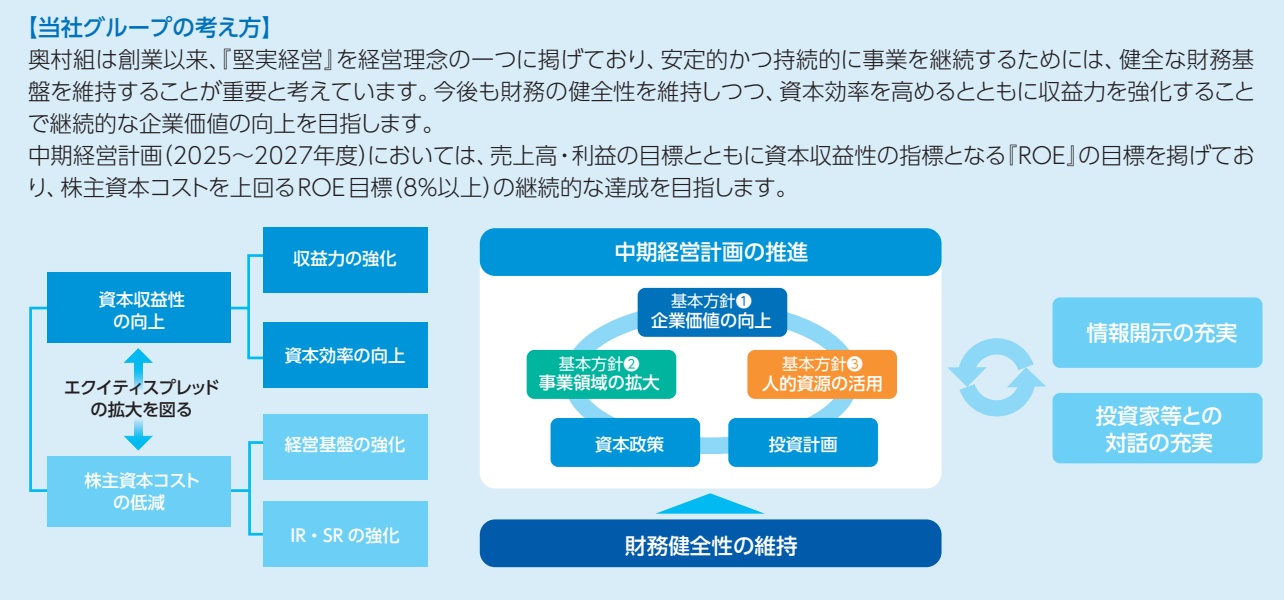 【当社グループの考え方】
奥村組は創業以来、『堅実経営』を経営理念の一つに掲げており、安定的かつ持続的に事業を継続するためには、健全な財務基
盤を維持することが重要と考えています。今後も財務の健全性を維持しつつ、資本効率を高めるとともに収益力を強化すること
で継続的な企業価値の向上を目指します。
中期経営計画（2025～2027年度）においては、売上高・利益の目標とともに資本収益性の指標となる『ROE』の目標を掲げてお
り、株主資本コストを上回るROE目標（8%以上）の継続的な達成を目指します。
資本収益性
の向上
エクイティスプレッド
の拡大を図る
株主資本コスト
の低減
収益力の強化
資本効率の向上
経営基盤の強化
IR・SRの強化
中期経営計画の推進
基本方針❶
企業価値の向上
基本方針❷
事業領域の拡大
基本方針❸
人的資源の活用
資本政策
投資計画
財務健全性の維持
情報開示の充実
投資家等との
対話の充実